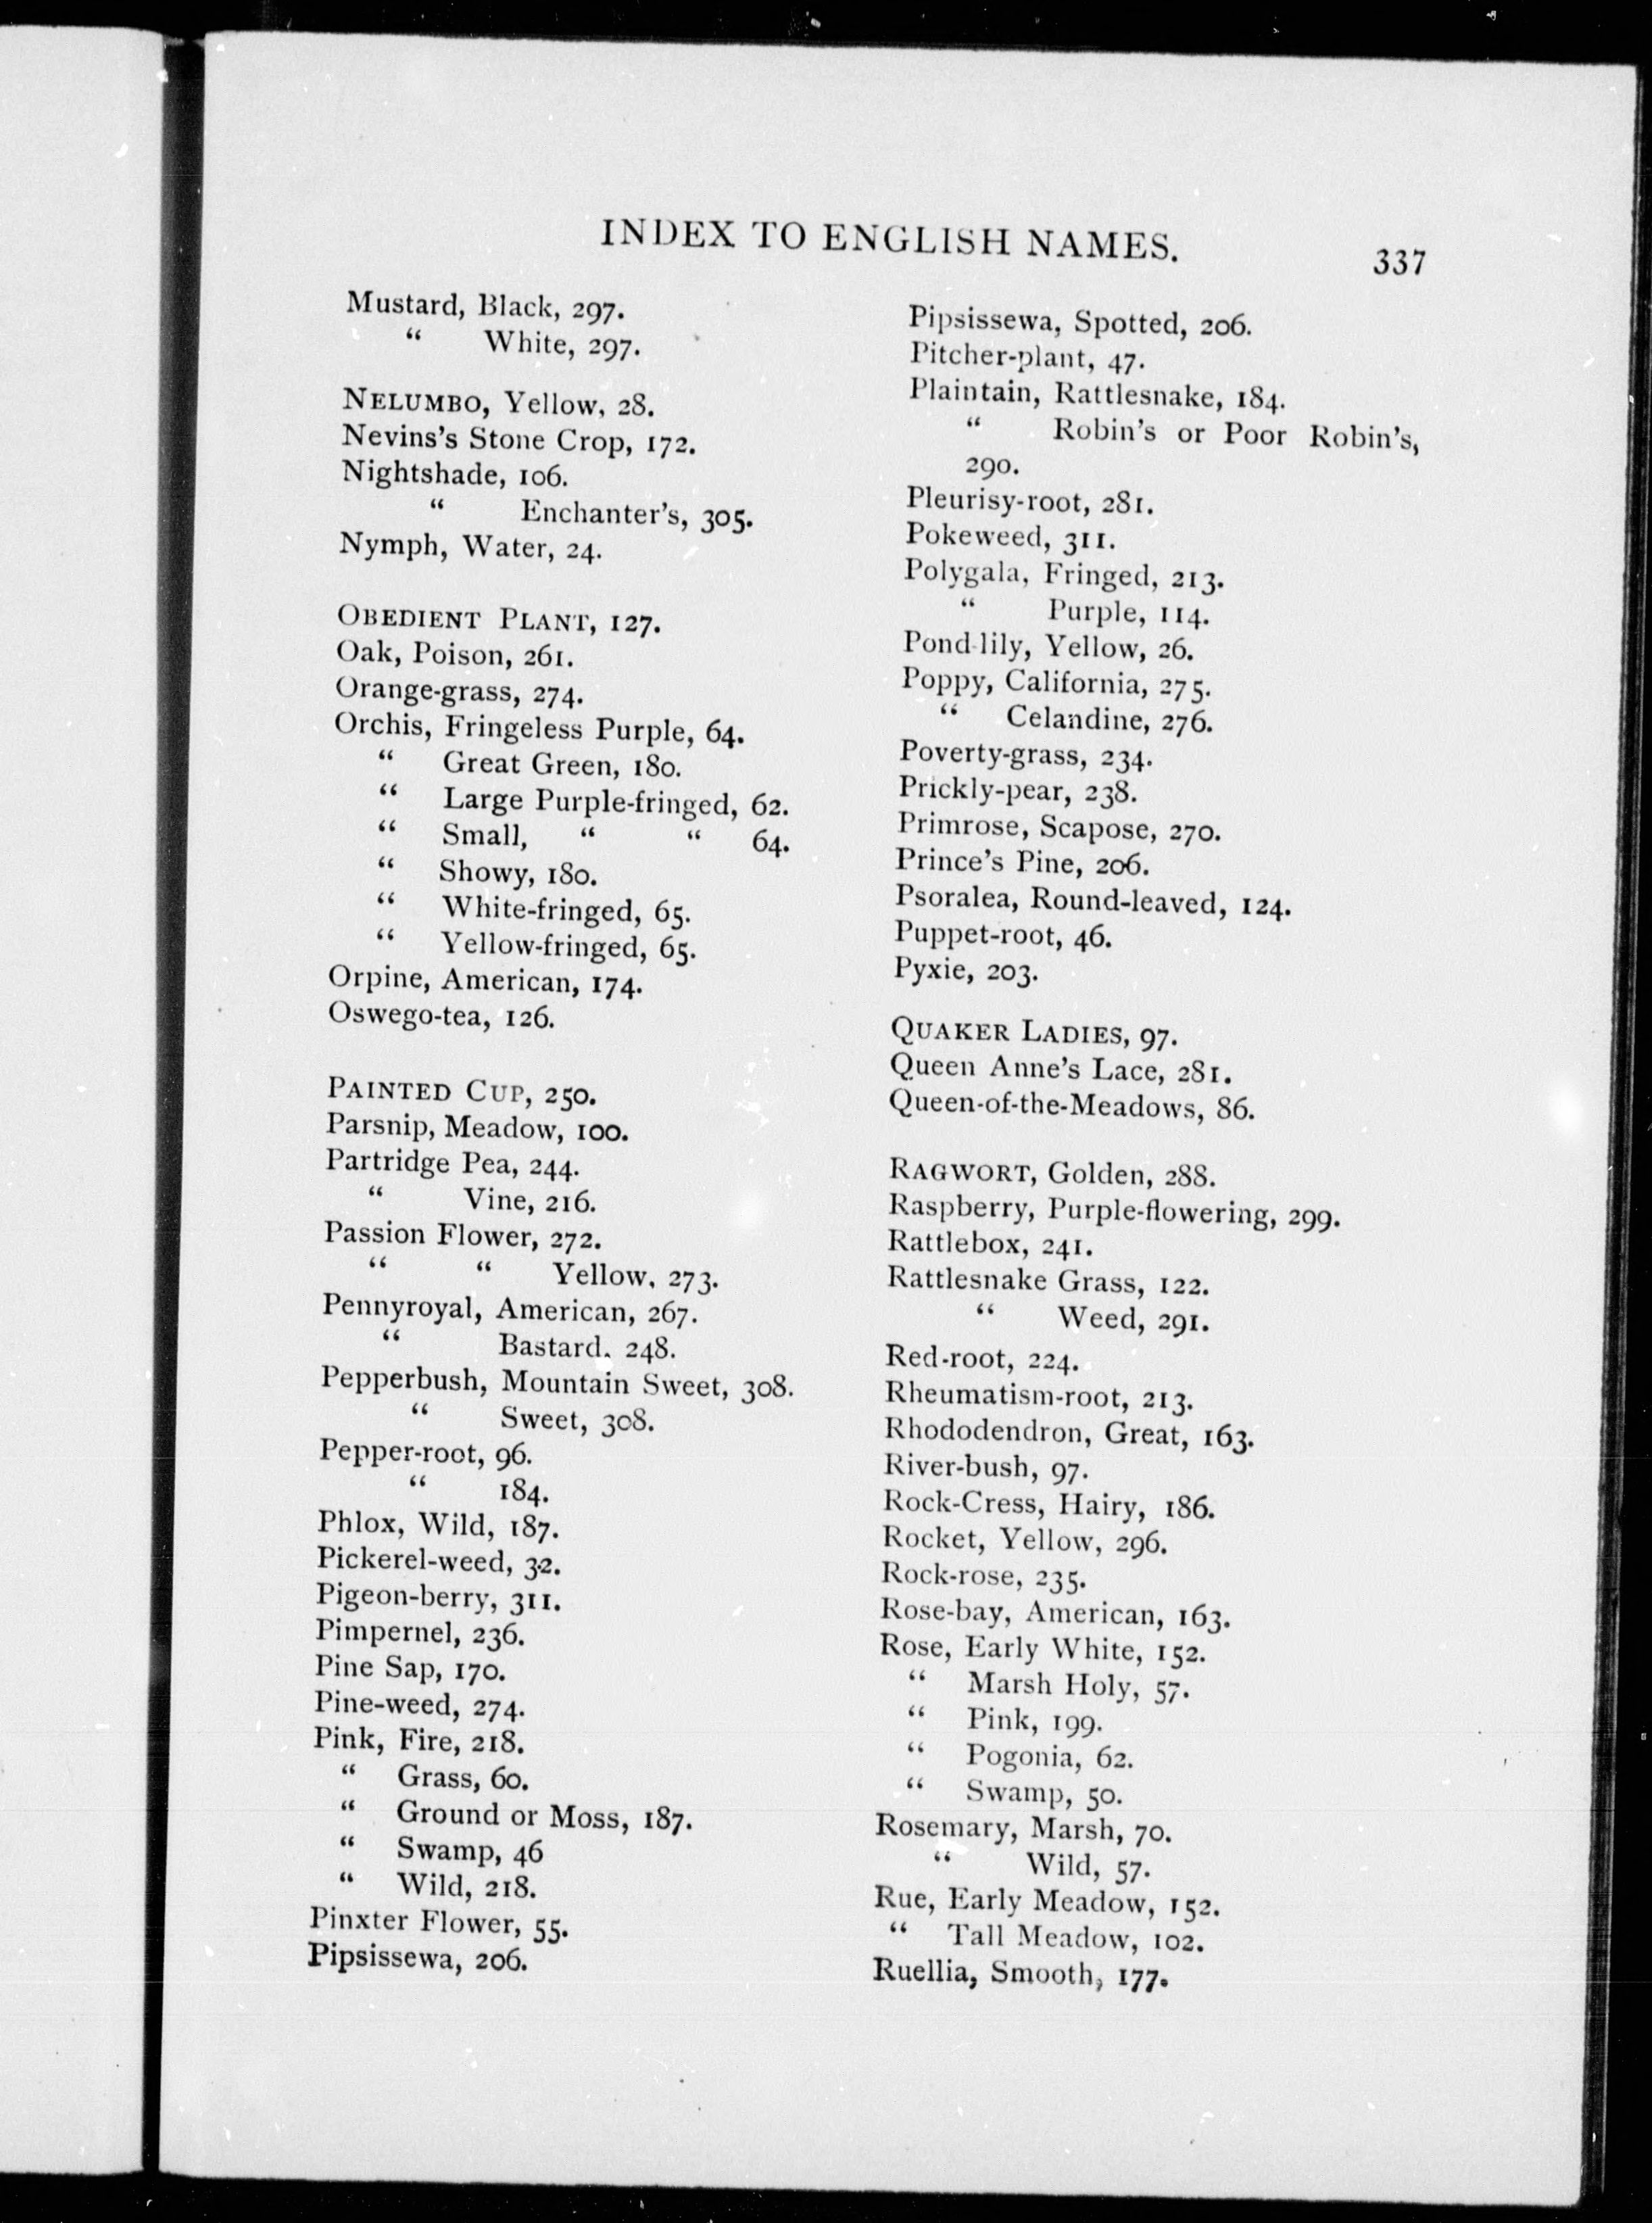 INDEX TO ENGLISH NAMES.
337
Mustard, Black, 297.
“ White, 297.
NELUMBO, Yellow, 28.
Nevins's Stone Crop, 172.
Nightshade, 106.
“ Enchanter's, 305.
Nymph, Water, 24.
OBEDIENT PLANT, 127.
Oak, Poison, 261.
Orange-grass, 274.
Orchis, Fringeless Purple, 64.
“ Great Green, 180.
“ Large Purple-fringed, 62.
“ Small, “ “ 64.
“ Showy, 180.
“ White-fringed, 65.
“ Yellow-fringed, 65.
Orpine, American, 174.
Oswego-tea, 126.
PAINTED CUP, 250.
Parsnip, Meadow, 100.
Partridge Pea, 244.
“ Vine, 216.
Passion Flower, 272.
“ “ Yellow, 273.
Pennyroyal, American, 267.
“ Bastard, 248.
Pepperbush, Mountain Sweet, 308.
“ Sweet, 308.
Pepper-root, 96.
“ 184.
Phlox, Wild, 187.
Pickerel-weed, 32.
Pigeon-berry, 311.
Pimpernel, 236.
Pine Sap, 170.
Pine-weed, 274.
Pink, Fire, 218.
“ Grass, 60.
“ Ground or Moss, 187.
“ Swamp, 46
“ Wild, 218.
Pinxter Flower, 55.
Pipsissewa, 206.
Pipsissewa, Spotted, 206.
Pitcher-plant, 47.
Plaintain, Rattlesnake, 184.
“ Robin's or Poor Robin's,
290.
Pleurisy-root, 281.
Pokeweed, 311.
Polygala, Fringed, 213.
“ Purple, 114.
Pond-lily, Yellow, 26.
Poppy, California, 275.
“ Celandine, 276.
Poverty-grass, 234.
Prickly-pear, 238.
Primrose, Scapose, 270.
Prince's Pine, 206.
Psoralea, Round-leaved, 124.
Puppet-root, 46.
Pyxie, 203.
QUAKER LADIES, 97.
Queen Anne's Lace, 281.
Queen-of-the-Meadows, 86.
RAGWORT, Golden, 288.
Raspberry, Purple-flowering, 299.
Rattlebox, 241.
Rattlesnake Grass, 122.
“ Weed, 291.
Red-root, 224.
Rheumatism-root, 213.
Rhododendron, Great, 163.
River-bush, 97.
Rock-Cress, Hairy, 186.
Rocket, Yellow, 296.
Rock-rose, 235.
Rose-bay, American, 163.
Rose, Early White, 152.
“ Marsh Holy, 57.
“ Pink, 199.
“ Pogonia, 62.
“ Swamp, 50.
Rosemary, Marsh, 70.
“ Wild, 57.
Rue, Early Meadow, 152.
“ Tall Meadow, 102.
Ruellia, Smooth, 177.